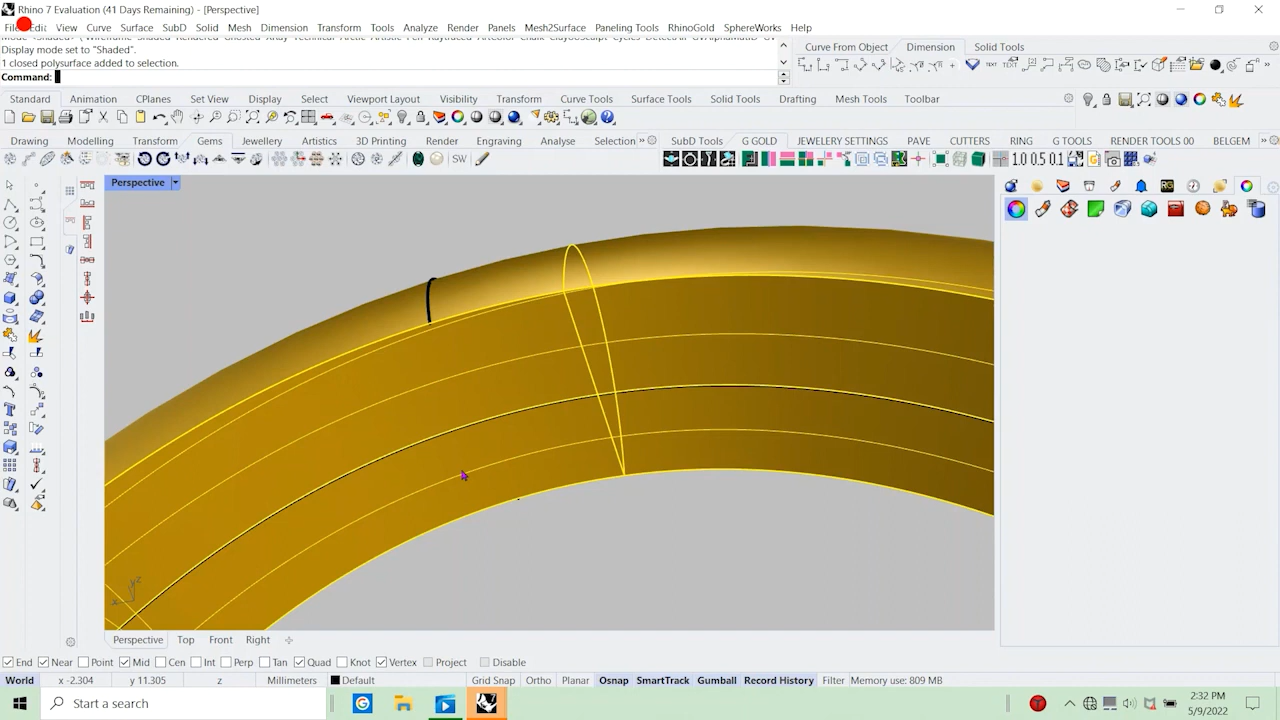 Rhino 7 Evaluation (41 Days Remaining) - [Perspective]
File Edit View Curve Surface SubD Solid Mesh Dimension Transform Tools Analyze Render Panels Mesh2Surface Paneling Tools RhinoGold SphereWorks Help
Display mode set to "Shaded".
1 closed polysurface added to selection.
Command:
Curve From Object Dimension Solid Tools
Standard Animation CPlanes Set View Display Select Viewport Layout Visibility Transform Curve Tools Surface Tools Solid Tools Drafting Mesh Tools Toolbar
Drawing Modelling Transform Gems Jewellery Artistics 3D Printing Render Engraving Analyse Selection » SubD Tools G GOLD JEWELERY SETTINGS PAVE CUTTERS RING G TOOLS RENDER TOOLS 00 BELGEM »
SW 1.0 0.5 0.1
Perspective
Perspective Top Front Right
End Near Point Mid Cen Int Perp Tan Quad Knot Vertex Project Disable
World x -2.304 y 11.305 z Millimeters Default Grid Snap Ortho Planar Osnap SmartTrack Gumball Record History Filter Memory use: 809 MB
Start a search
2:32 PM
5/9/2022